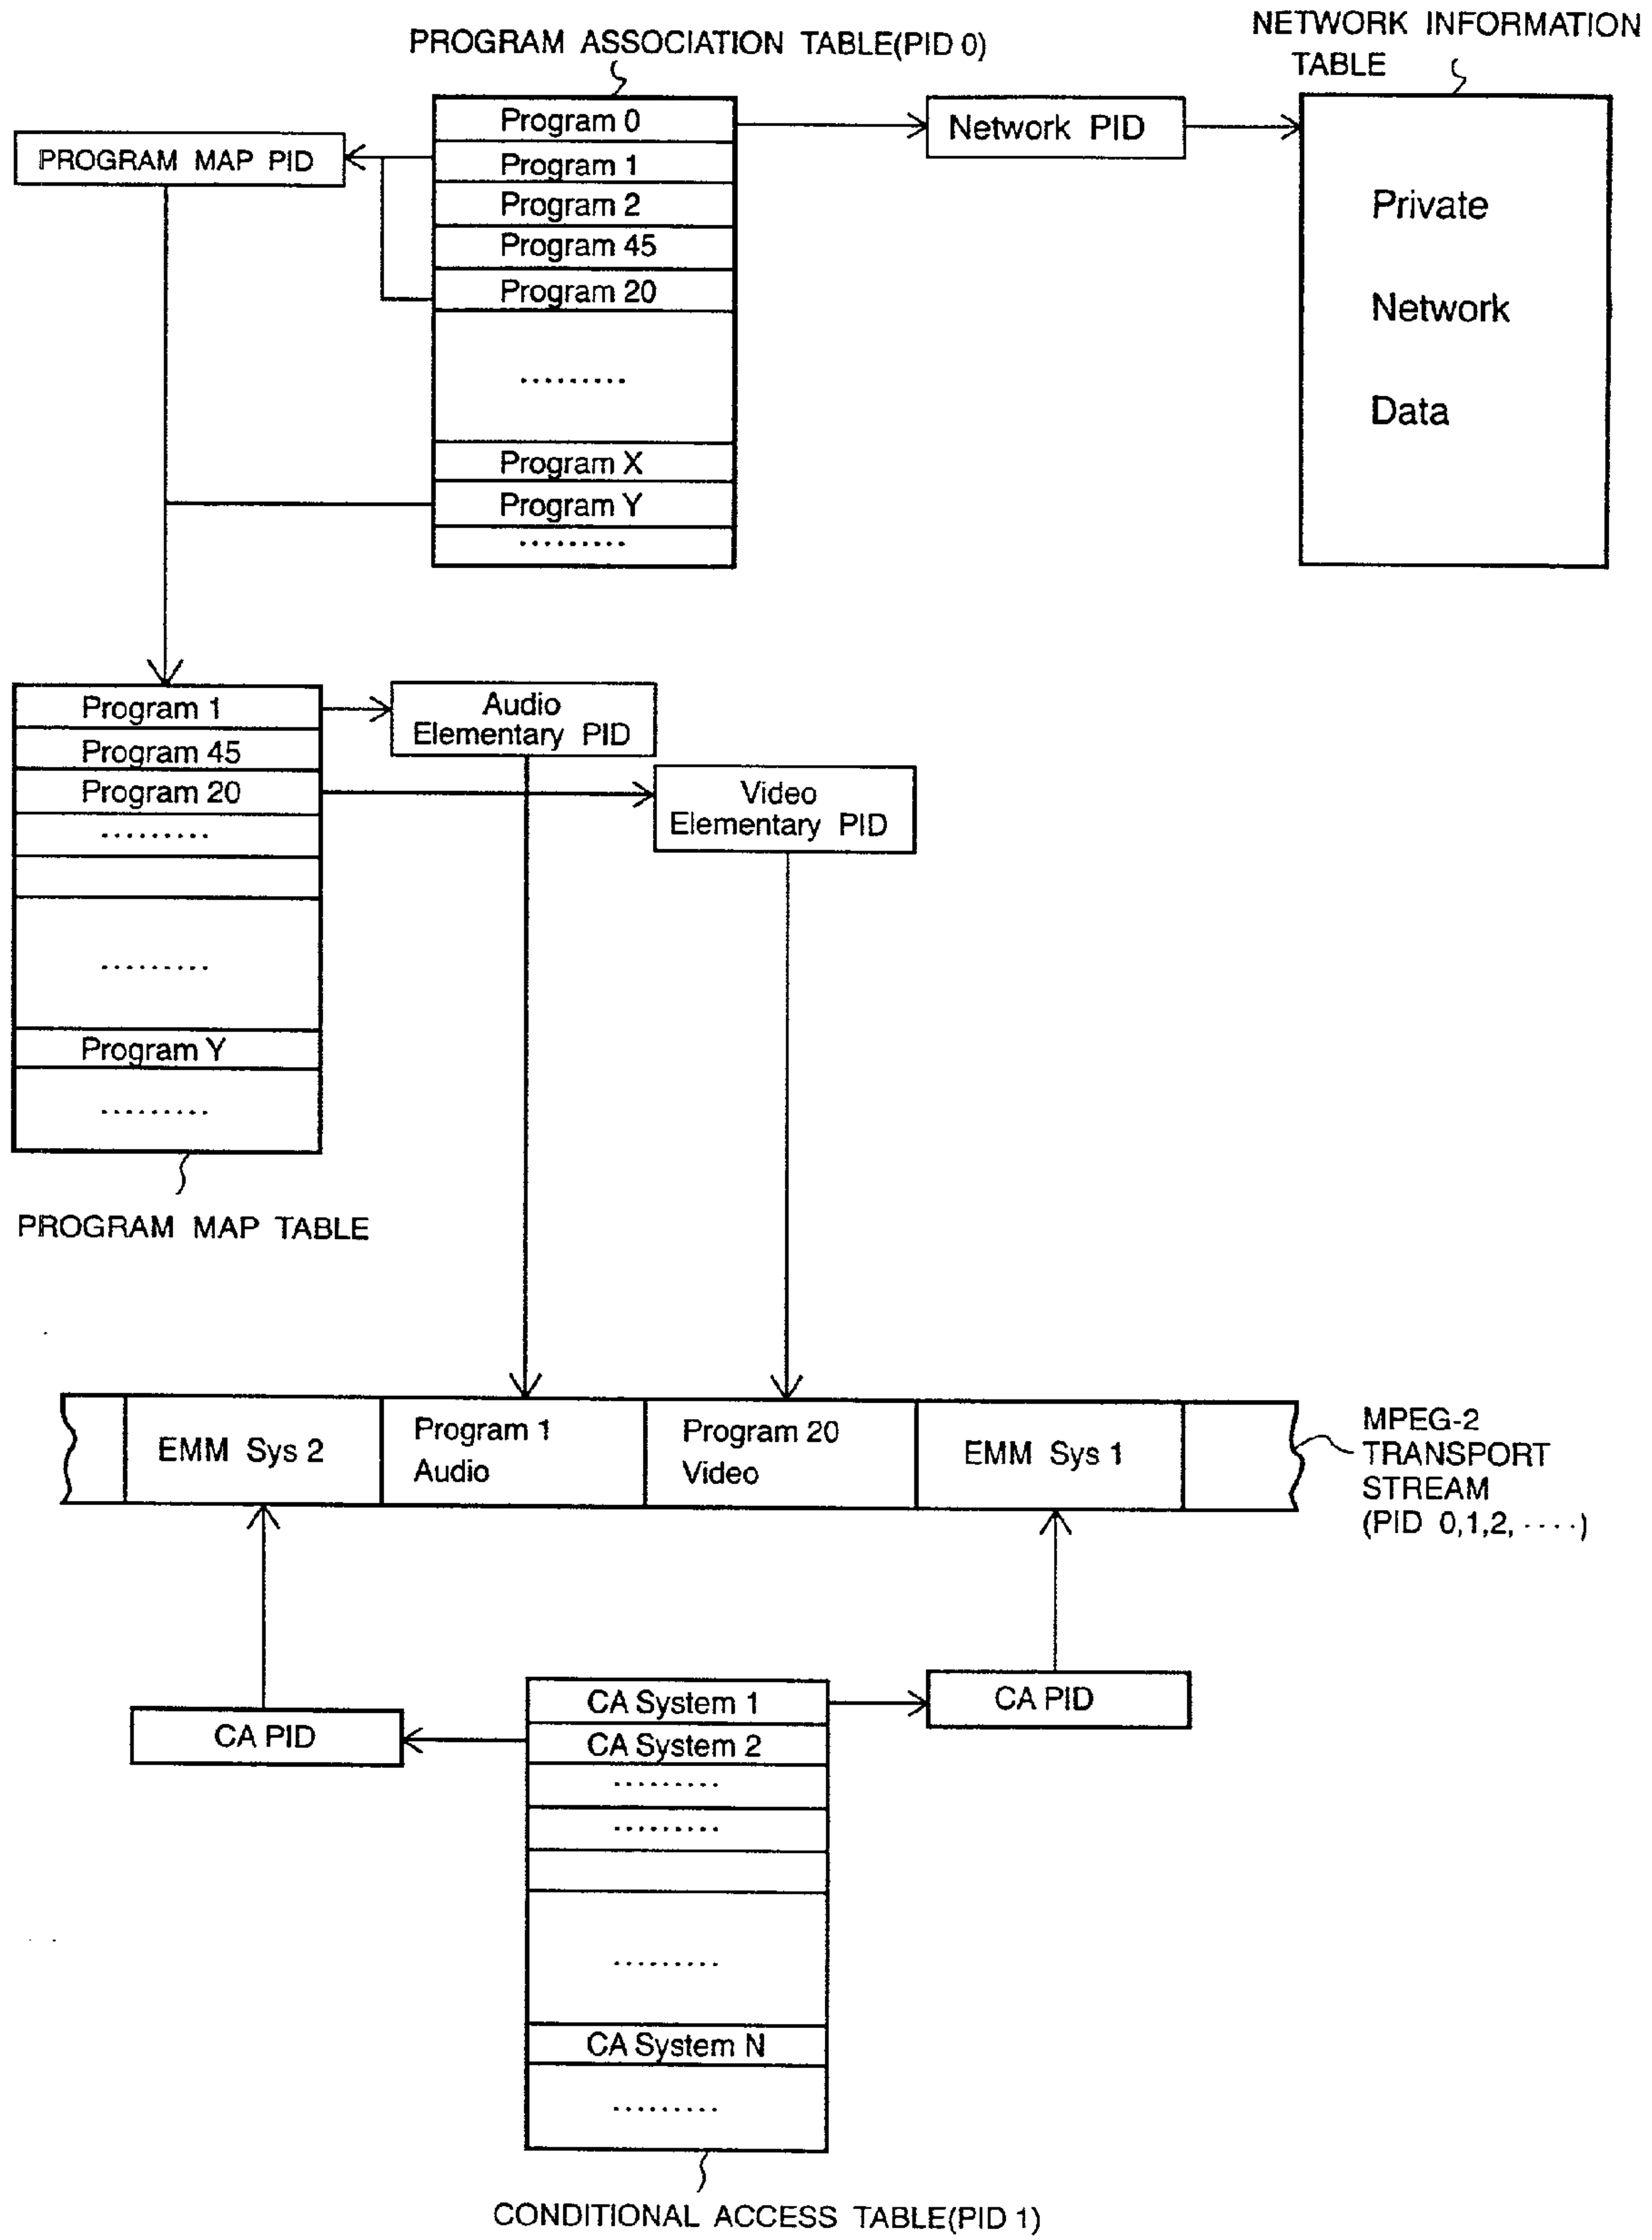 PROGRAM ASSOCIATION TABLE(PID 0)
NETWORK INFORMATION
TABLE
PROGRAM MAP PID
Program 0
Program 1
Program 2
Program 45
Program 20
.........
Program X
Program Y
.........
Network PID
Private
Network
Data
Program 1
Program 45
Program 20
.........
.........
Program Y
.........
PROGRAM MAP TABLE
Audio
Elementary PID
Video
Elementary PID
EMM Sys 2
Program 1
Audio
Program 20
Video
EMM Sys 1
MPEG-2
TRANSPORT
STREAM
(PID 0,1,2, ····)
CA PID
CA System 1
CA System 2
.........
.........
.........
CA System N
.........
CA PID
CONDITIONAL ACCESS TABLE(PID 1)